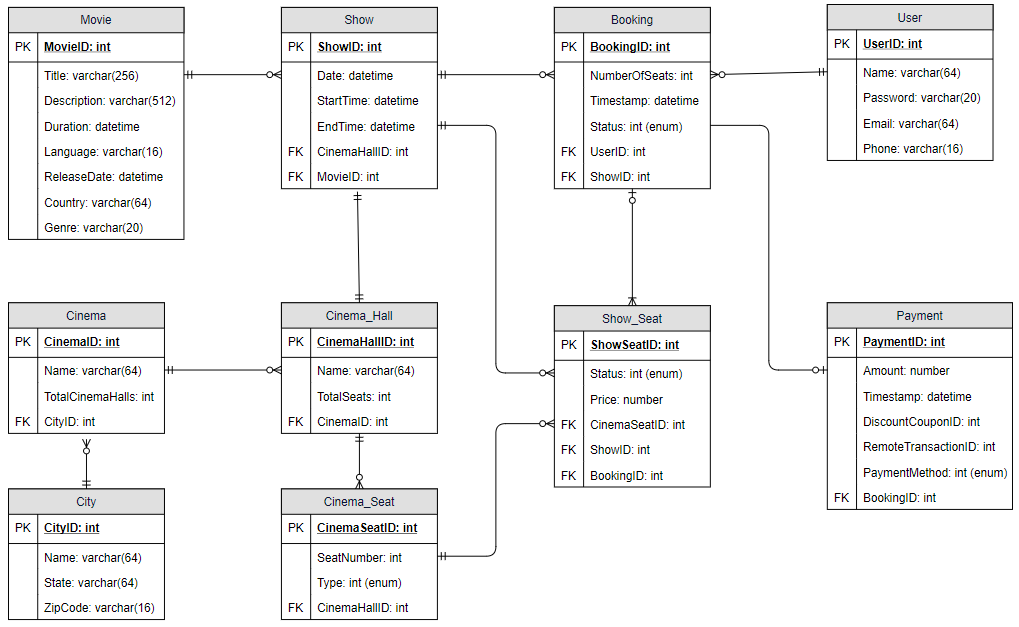 Movie
PK MovieID: int
Title: varchar(256)
Description: varchar(512)
Duration: datetime
Language: varchar(16)
ReleaseDate: datetime
Country: varchar(64)
Genre: varchar(20)
Show
PK ShowID: int
Date: datetime
StartTime: datetime
EndTime: datetime
FK CinemaHallID: int
FK MovieID: int
Booking
PK BookingID: int
NumberOfSeats: int
Timestamp: datetime
Status: int (enum)
FK UserID: int
FK ShowID: int
User
PK UserID: int
Name: varchar(64)
Password: varchar(20)
Email: varchar(64)
Phone: varchar(16)
Cinema
PK CinemaID: int
Name: varchar(64)
TotalCinemaHalls: int
FK CityID: int
Cinema_Hall
PK CinemaHallID: int
Name: varchar(64)
TotalSeats: int
FK CinemaID: int
Show_Seat
PK ShowSeatID: int
Status: int (enum)
Price: number
FK CinemaSeatID: int
FK ShowID: int
FK BookingID: int
Payment
PK PaymentID: int
Amount: number
Timestamp: datetime
DiscountCouponID: int
RemoteTransactionID: int
PaymentMethod: int (enum)
FK BookingID: int
City
PK CityID: int
Name: varchar(64)
State: varchar(64)
ZipCode: varchar(16)
Cinema_Seat
PK CinemaSeatID: int
SeatNumber: int
Type: int (enum)
FK CinemaHallID: int